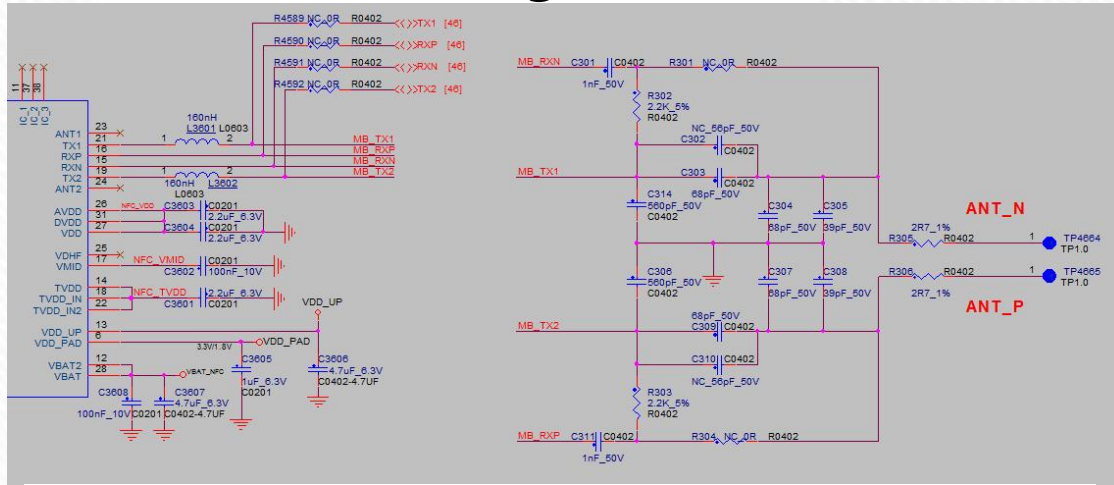 R4589 NC_0R R0402 TX1 [46]
R4590 NC_0R R0402 RXP [46]
R4591 NC_0R R0402 RXN [46]
R4592 NC_0R R0402 TX2 [46]
11 37 38
IC_1 IC_2 IC_3
160nH
L3601 L0603
ANT1 23
TX1 21 1 2 MB_TX1
RXP 16 MB_RXP
RXN 15 MB_RXN
TX2 19 1 2 MB_TX2
ANT2 24 160nH L3602
L0603
AVDD 26 NFC_VDD C3603 C0201
DVDD 31 2.2uF_6.3V
VDD 27 C3604 C0201
2.2uF_6.3V
VDHF 25
VMID 17 NFC_VMID C0201
C3602 100nF_10V
TVDD 14
TVDD_IN 18 NFC_TVDD 2.2uF_6.3V
TVDD_IN2 22 C3601 C0201
VDD_UP
VDD_UP 13
VDD_PAD 6 3.3V/1.8V VDD_PAD
C3605
1uF_6.3V
C0201
C3606
4.7uF_6.3V
C0402-4.7UF
VBAT2 12
VBAT 28 VBAT_NFC
C3608 C3607
4.7uF_6.3V
100nF_10V C0201 C0402-4.7UF
MB_RXN C301 C0402 R301 NC_0R R0402
1nF_50V
R302
2.2K_5%
R0402
NC_56pF_50V
C302 C0402
MB_TX1 C303 C0402
68pF_50V
C314
560pF_50V
C0402
C304 C305
68pF_50V 39pF_50V
ANT_N
2R7_1%
R305 R0402 1 TP4664
TP1.0
C306
560pF_50V
C0402
C307 C308
68pF_50V 39pF_50V
R306 R0402 1 TP4665
2R7_1% TP1.0
ANT_P
68pF_50V
MB_TX2 C309 C0402
C310 C0402
NC_56pF_50V
R303
2.2K_5%
R0402
MB_RXP C311 C0402 R304 NC_0R R0402
1nF_50V